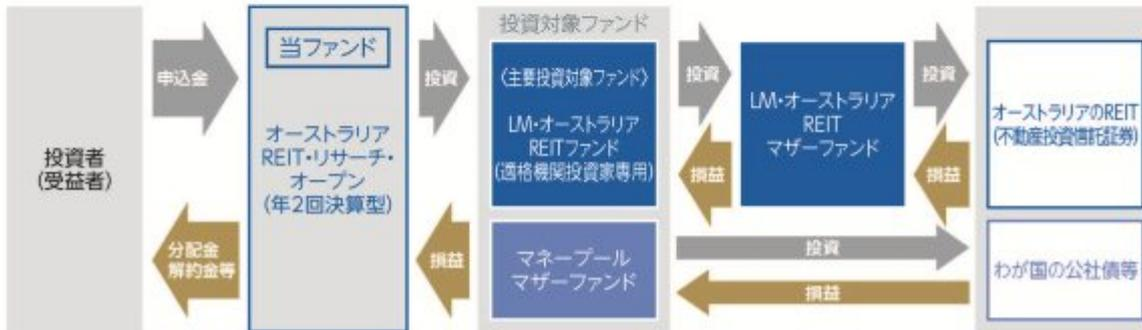 投資者
(受益者)
申込金
分配金
解約金等
当ファンド
オーストラリア
REIT・リサーチ・
オープン
(年2回決算型)
投資
損益
投資対象ファンド
〈主要投資対象ファンド〉
LM・オーストラリア
REITファンド
(適格機関投資家専用)
マネープール
マザーファンド
投資
損益
LM・オーストラリア
REIT
マザーファンド
投資
損益
投資
損益
オーストラリアのREIT
(不動産投資信託証券)
わが国の公社債等